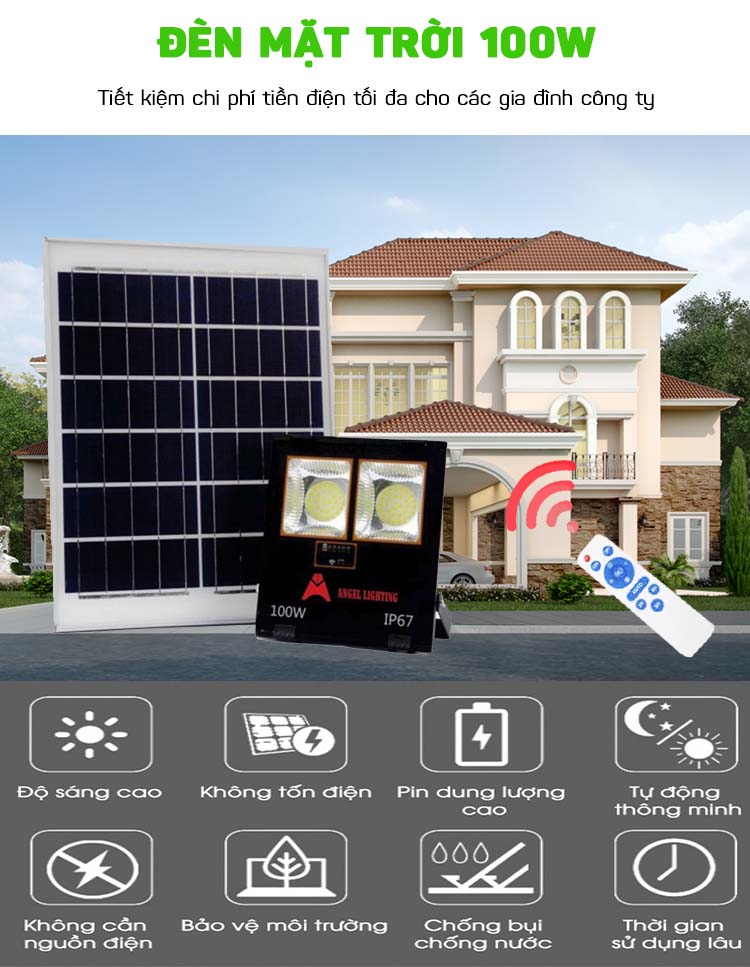 ĐÈN MẶT TRỜI 100W
Tiết kiệm chi phí tiền điện tối đa cho các gia đình công ty
ANGEL LIGHTING
100W
IP67
Độ sáng cao
Không tốn điện
Pin dung lượng
cao
Tự động
thông minh
Không cần
nguồn điện
Bảo vệ môi trường
Chống bụi
chống nước
Thời gian
sử dụng lâu